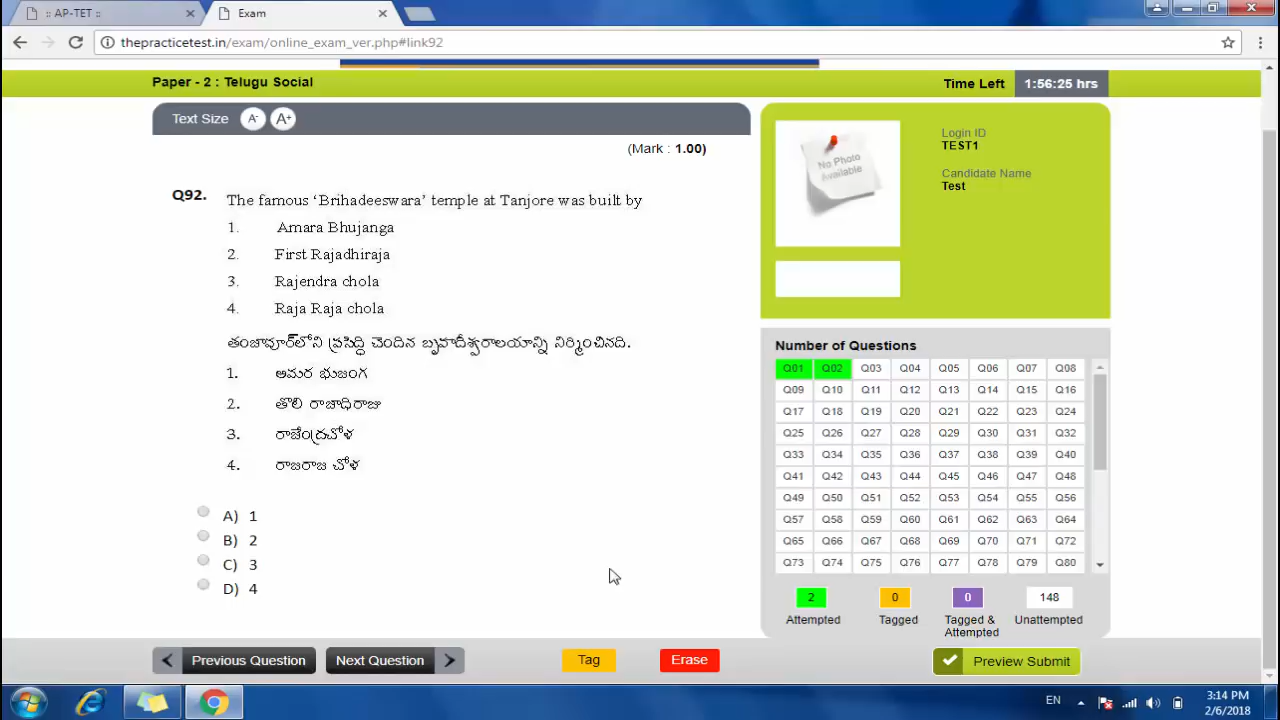 :: AP-TET ::
Exam
thepracticetest.in/exam/online_exam_ver.php#link92
Paper - 2 : Telugu Social
Time Left 1:56:25 hrs
Text Size A- A+
(Mark : 1.00)
No Photo
Available
Login ID
TEST1
Candidate Name
Test
Q92. The famous ‘Brihadeeswara’ temple at Tanjore was built by
1. Amara Bhujanga
2. First Rajadhiraja
3. Rajendra chola
4. Raja Raja chola
తంజావూర్‌లోని ప్రసిద్ధి చెందిన బృహదీశ్వరాలయాన్ని నిర్మించినది.
1. అమర భుజంగ
2. తొలి రాజాధిరాజు
3. రాజేంద్రచోళ
4. రాజరాజ చోళ
A) 1
B) 2
C) 3
D) 4
Number of Questions
Q01 Q02 Q03 Q04 Q05 Q06 Q07 Q08
Q09 Q10 Q11 Q12 Q13 Q14 Q15 Q16
Q17 Q18 Q19 Q20 Q21 Q22 Q23 Q24
Q25 Q26 Q27 Q28 Q29 Q30 Q31 Q32
Q33 Q34 Q35 Q36 Q37 Q38 Q39 Q40
Q41 Q42 Q43 Q44 Q45 Q46 Q47 Q48
Q49 Q50 Q51 Q52 Q53 Q54 Q55 Q56
Q57 Q58 Q59 Q60 Q61 Q62 Q63 Q64
Q65 Q66 Q67 Q68 Q69 Q70 Q71 Q72
Q73 Q74 Q75 Q76 Q77 Q78 Q79 Q80
2 0 0 148
Attempted Tagged Tagged & Unattempted
Attempted
Previous Question Next Question Tag Erase Preview Submit
EN 3:14 PM
2/6/2018